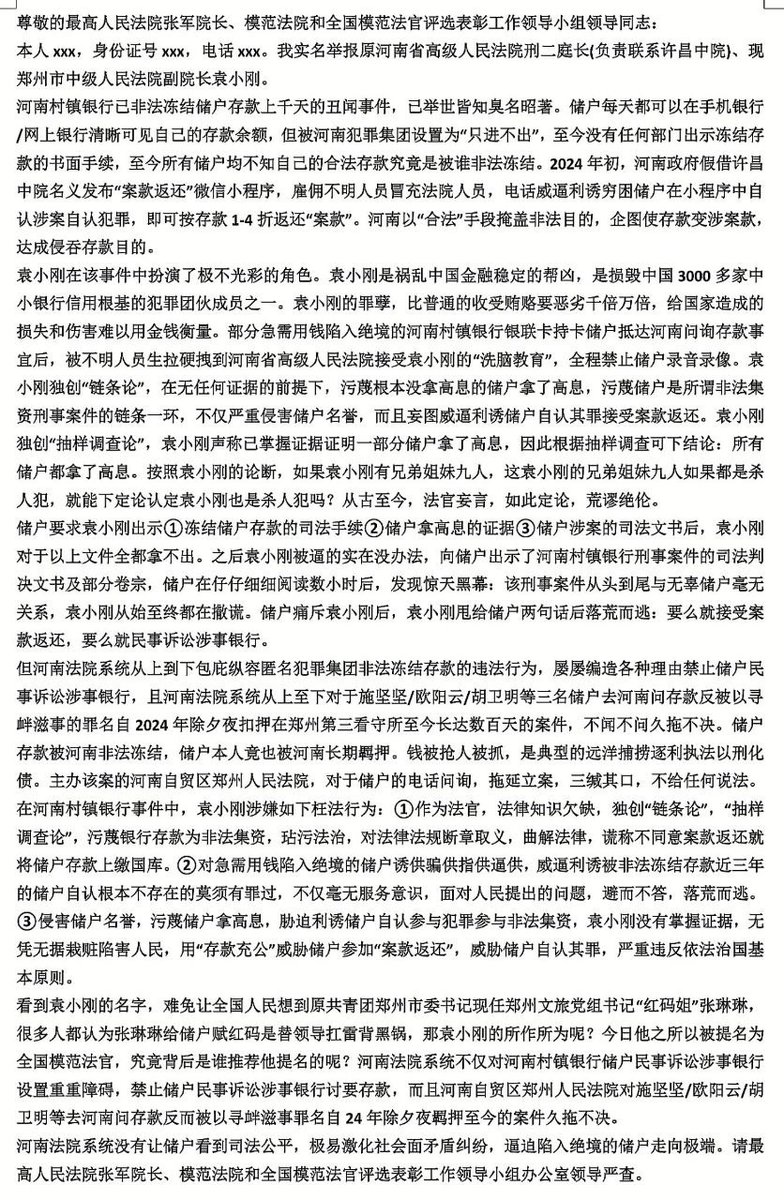 尊敬的最高人民法院张军院长、模范法院和全国模范法官评选表彰工作领导小组领导同志：
本人 xxx，身份证号 xxx，电话 xxx。我实名举报原河南省高级人民法院刑二庭长(负责联系许昌中院)、现
郑州市中级人民法院副院长袁小刚。
河南村镇银行已非法冻结储户存款上千天的丑闻事件，已举世皆知臭名昭著。储户每天都可以在手机银行
/网上银行清晰可见自己的存款余额，但被河南犯罪集团设置为“只进不出”，至今没有任何部门出示冻结存
款的书面手续，至今所有储户均不知自己的合法存款究竟是被谁非法冻结。2024 年初，河南政府假借许昌
中院名义发布“案款返还”微信小程序，雇佣不明人员冒充法院人员，电话威逼利诱穷困储户在小程序中自
认涉案自认犯罪，即可按存款 1-4 折返还“案款”。河南以“合法”手段掩盖非法目的，企图使存款变涉案款，
达成侵吞存款目的。
袁小刚在该事件中扮演了极不光彩的角色。袁小刚是祸乱中国金融稳定的帮凶，是损毁中国 3000 多家中
小银行信用根基的犯罪团伙成员之一。袁小刚的罪孽，比普通的收受贿赂要恶劣千倍万倍，给国家造成的
损失和伤害难以用金钱衡量。部分急需用钱陷入绝境的河南村镇银行银联卡持卡储户抵达河南问询存款事
宜后，被不明人员生拉硬拽到河南省高级人民法院接受袁小刚的“洗脑教育”，全程禁止储户录音录像。袁
小刚独创“链条论”，在无任何证据的前提下，污蔑根本没拿高息的储户拿了高息，污蔑储户是所谓非法集
资刑事案件的链条一环，不仅严重侵害储户名誉，而且妄图威逼利诱储户自认其罪接受案款返还。袁小刚
独创“抽样调查论”，袁小刚声称已掌握证据证明一部分储户拿了高息，因此根据抽样调查可下结论：所有
储户都拿了高息。按照袁小刚的论断，如果袁小刚有兄弟姐妹九人，这袁小刚的兄弟姐妹九人如果都是杀
人犯，就能下定论认定袁小刚也是杀人犯吗？从古至今，法官妄言，如此定论，荒谬绝伦。
储户要求袁小刚出示①冻结储户存款的司法手续②储户拿高息的证据③储户涉案的司法文书后，袁小刚
对于以上文件全都拿不出。之后袁小刚被逼的实在没办法，向储户出示了河南村镇银行刑事案件的司法判
决文书及部分卷宗，储户在仔仔细细阅读数小时后，发现惊天黑幕：该刑事案件从头到尾与无辜储户毫无
关系，袁小刚从始至终都在撒谎。储户痛斥袁小刚后，袁小刚甩给储户两句话后落荒而逃：要么就接受案
款返还，要么就民事诉讼涉事银行。
但河南法院系统从上到下包庇纵容匿名犯罪集团非法冻结存款的违法行为，屡屡编造各种理由禁止储户民
事诉讼涉事银行，且河南法院系统从上至下对于施坚坚/欧阳云/胡卫明等三名储户去河南问存款反被以寻
衅滋事的罪名自 2024 年除夕夜扣押在郑州第三看守所至今长达数百天的案件，不闻不问久拖不决。储户
存款被河南非法冻结，储户本人竟也被河南长期羁押。钱被抢人被抓，是典型的远洋捕捞逐利执法以刑化
债。主办该案的河南自贸区郑州人民法院，对于储户的电话问询，拖延立案，三缄其口，不给任何说法。
在河南村镇银行事件中，袁小刚涉嫌如下枉法行为：①作为法官，法律知识欠缺，独创“链条论”，“抽样
调查论”，污蔑银行存款为非法集资，玷污法治，对法律法规断章取义，曲解法律，谎称不同意案款返还就
将储户存款上缴国库。②对急需用钱陷入绝境的储户诱供骗供指供逼供，威逼利诱被非法冻结存款近三年
的储户自认根本不存在的莫须有罪过，不仅毫无服务意识，面对人民提出的问题，避而不答，落荒而逃。
③侵害储户名誉，污蔑储户拿高息，胁迫利诱储户自认参与犯罪参与非法集资，袁小刚没有掌握证据，无
凭无据栽赃陷害人民，用“存款充公”威胁储户参加“案款返还”，威胁储户自认其罪，严重违反依法治国基
本原则。
看到袁小刚的名字，难免让全国人民想到原共青团郑州市委书记现任郑州文旅党组书记“红码姐”张琳琳，
很多人都认为张琳琳给储户赋红码是替领导扛雷背黑锅，那袁小刚的所作所为呢？今日他之所以被提名为
全国模范法官，究竟背后是谁推荐他提名的呢？河南法院系统不仅对河南村镇银行储户民事诉讼涉事银行
设置重重障碍，禁止储户民事诉讼涉事银行讨要存款，而且河南自贸区郑州人民法院对施坚坚/欧阳云/胡
卫明等去河南问存款反而被以寻衅滋事罪名自 24 年除夕夜羁押至今的案件久拖不决。
河南法院系统没有让储户看到司法公平，极易激化社会面矛盾纠纷，逼迫陷入绝境的储户走向极端。请最
高人民法院张军院长、模范法院和全国模范法官评选表彰工作领导小组办公室领导严查。